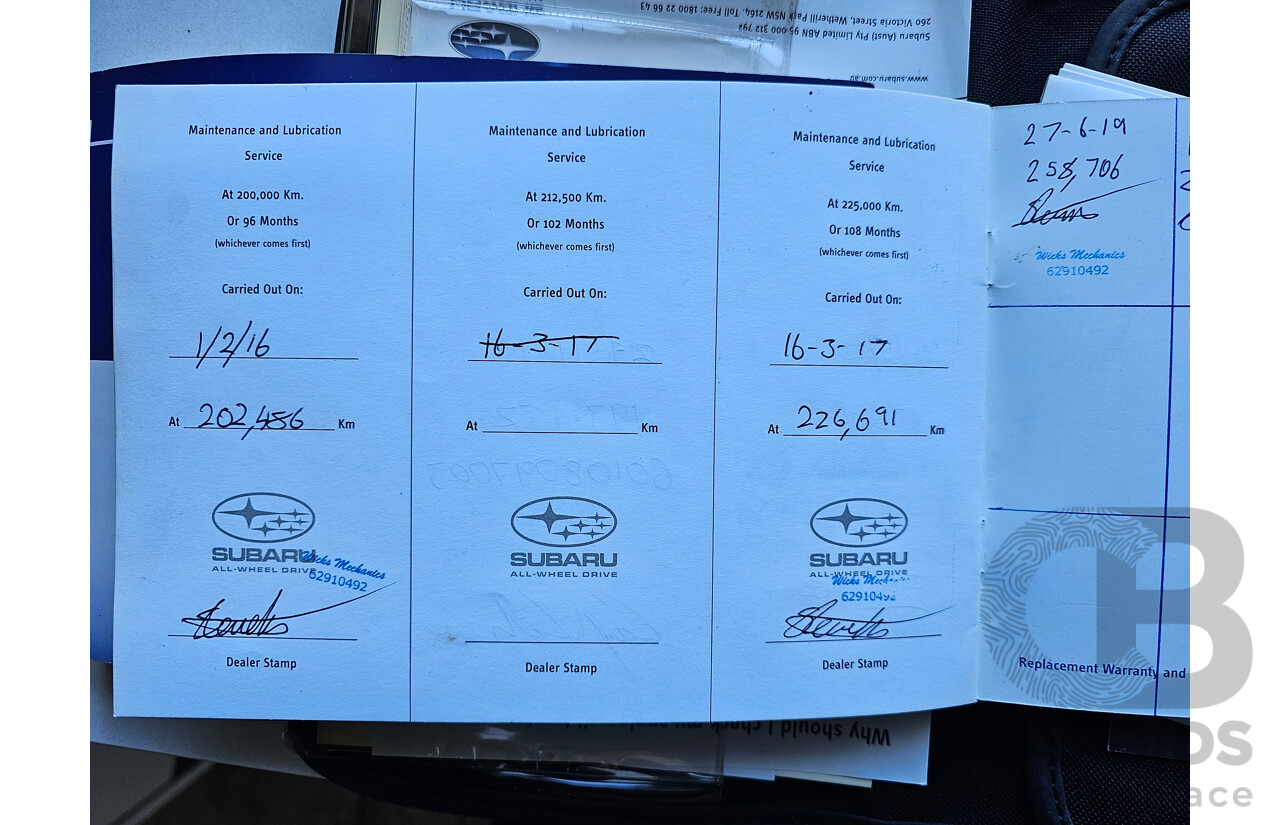 260 Victoria Street, Wetherill Park NSW 2164. Toll Free: 1800 22 66 43
Subaru (Aust) Pty Limited ABN 95 000 312 792
www.subaru.com.au
Maintenance and Lubrication
Service
At 200,000 Km.
Or 96 Months
(whichever comes first)
Carried Out On:
1/2/16
At 202,486 Km
SUBARU
ALL-WHEEL DRIVE
Wicks Mechanics
62910492
Dealer Stamp
Maintenance and Lubrication
Service
At 212,500 Km.
Or 102 Months
(whichever comes first)
Carried Out On:
16-3-17
At Km
SUBARU
ALL-WHEEL DRIVE
Dealer Stamp
Maintenance and Lubrication
Service
At 225,000 Km.
Or 108 Months
(whichever comes first)
Carried Out On:
16-3-17
At 226,691 Km
SUBARU
ALL-WHEEL DRIVE
Wicks
Dealer Stamp
27-6-19
258,706
Wicks Mechanics
62910492
Replacement Warranty and
Why should I check my